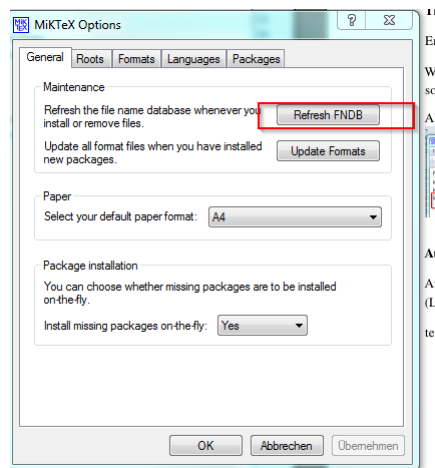 MiKTeX Options
General Roots Formats Languages Packages
Maintenance
Refresh the file name database whenever you
install or remove files.
Refresh FNDB
Update all format files when you have installed
new packages.
Update Formats
Paper
Select your default paper format: A4
Package installation
You can choose whether missing packages are to be installed
on-the-fly.
Install missing packages on-the-fly: Yes
OK Abbrechen Übernehmen